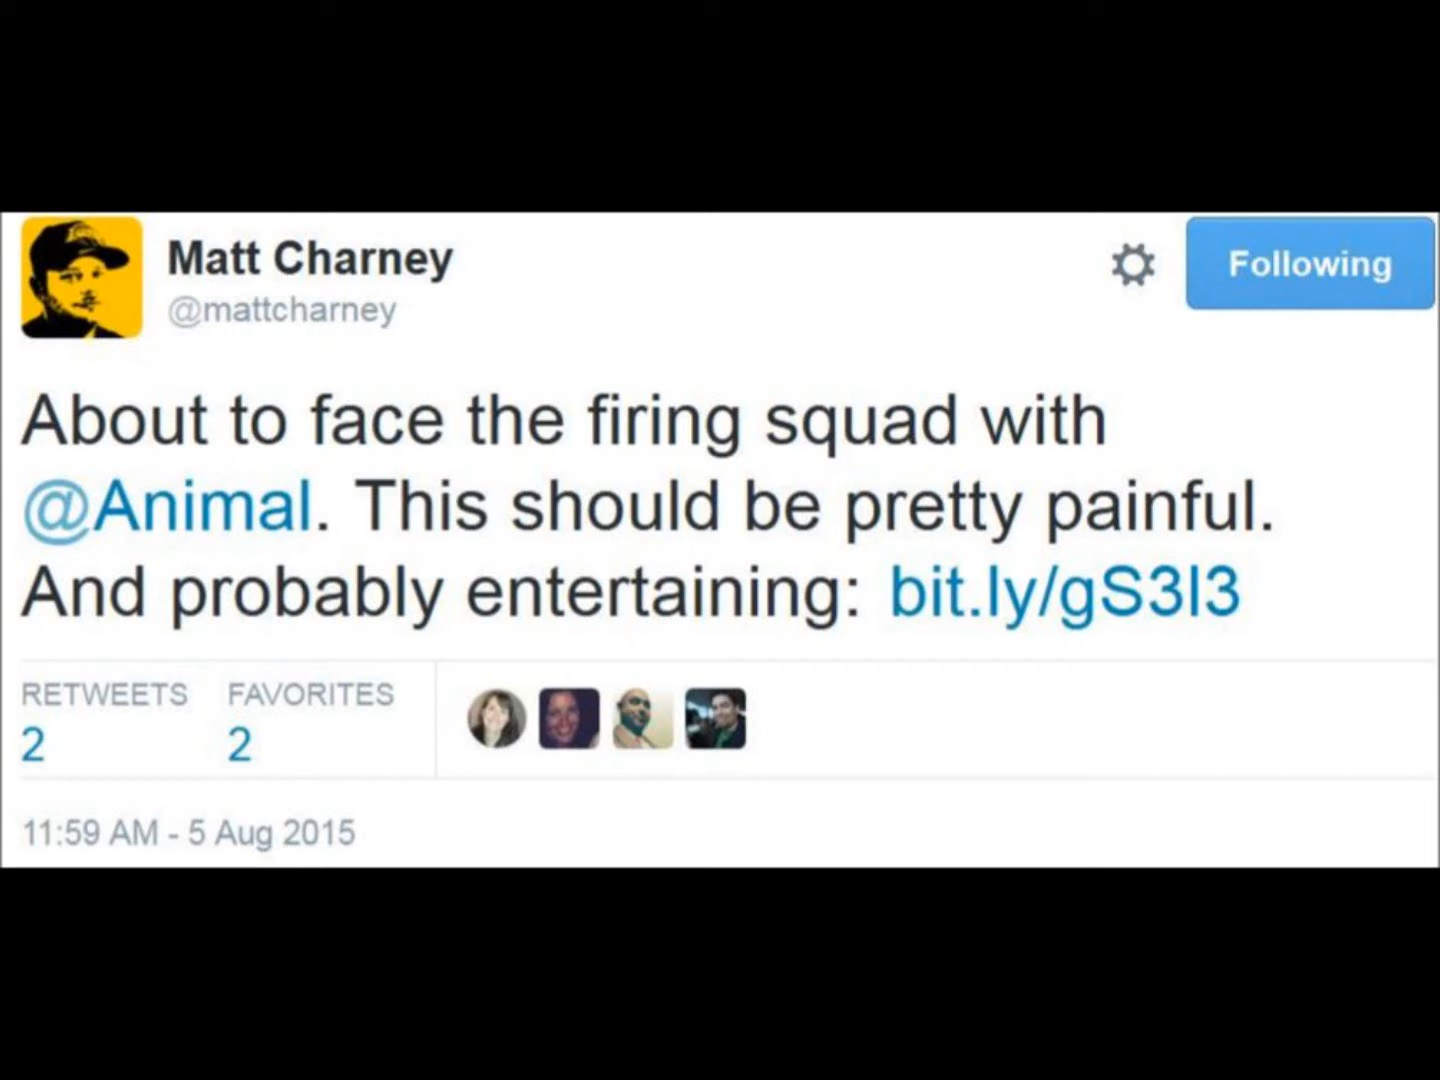 Matt Charney
@mattcharney
Following
About to face the firing squad with
@Animal. This should be pretty painful.
And probably entertaining: bit.ly/gS3l3
RETWEETS FAVORITES
2 2
11:59 AM - 5 Aug 2015